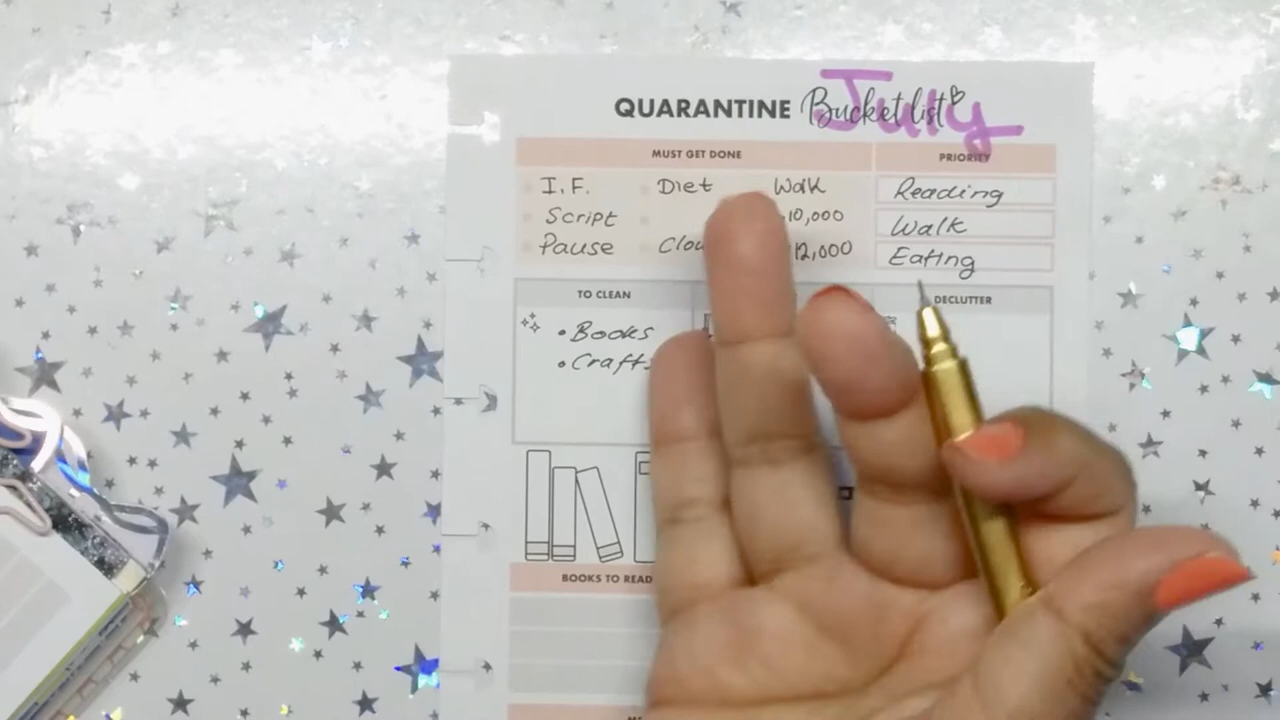 QUARANTINE Bucket list
July
MUST GET DONE
PRIORITY
I.F.
Diet
Walk
Script
10,000
Pause
12,000
Reading
Walk
Eating
TO CLEAN
DECLUTTER
• Books
• Crafts
BOOKS TO READ